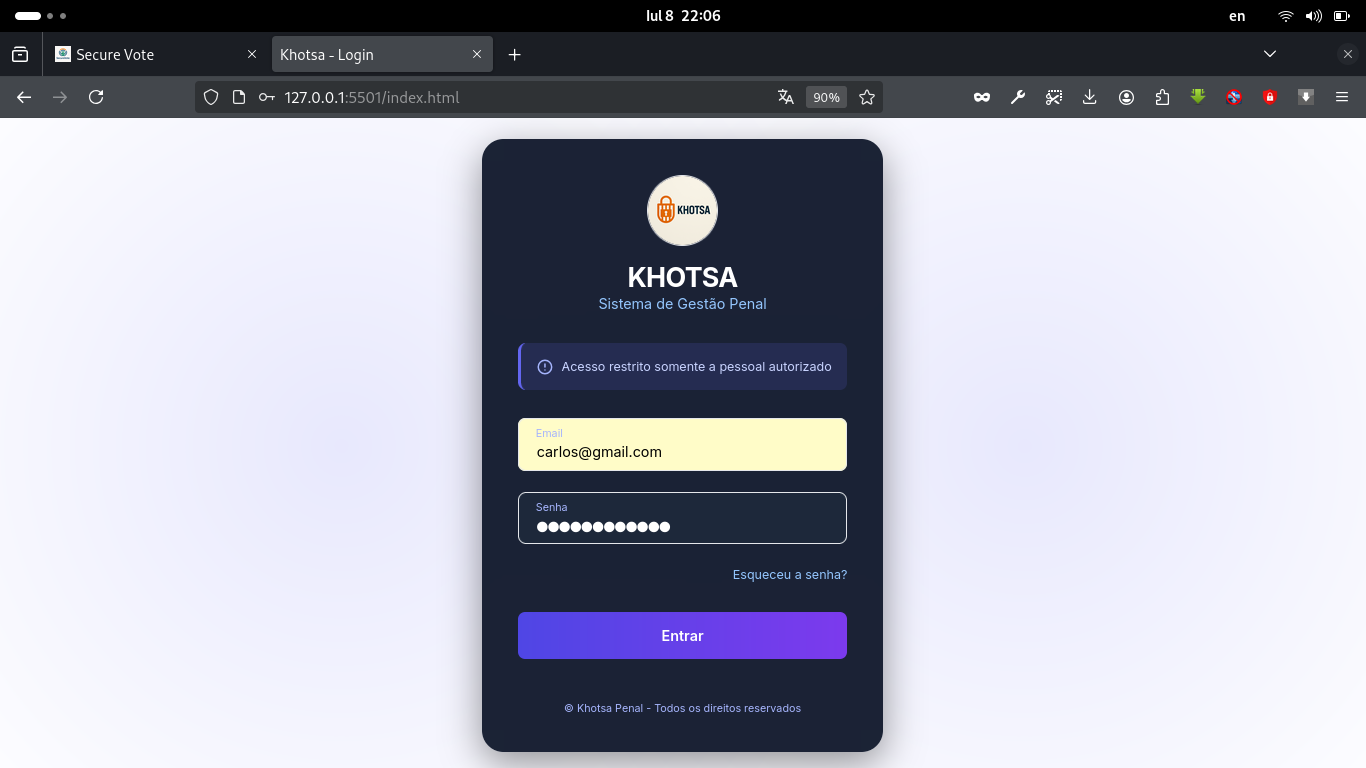 Iul 8 22:06
en
Secure Vote
Khotsa - Login
127.0.0.1:5501/index.html
90%
KHOTSA
KHOTSA
Sistema de Gestão Penal
Acesso restrito somente a pessoal autorizado
Email
carlos@gmail.com
Senha
●●●●●●●●●●●●
Esqueceu a senha?
Entrar
© Khotsa Penal - Todos os direitos reservados